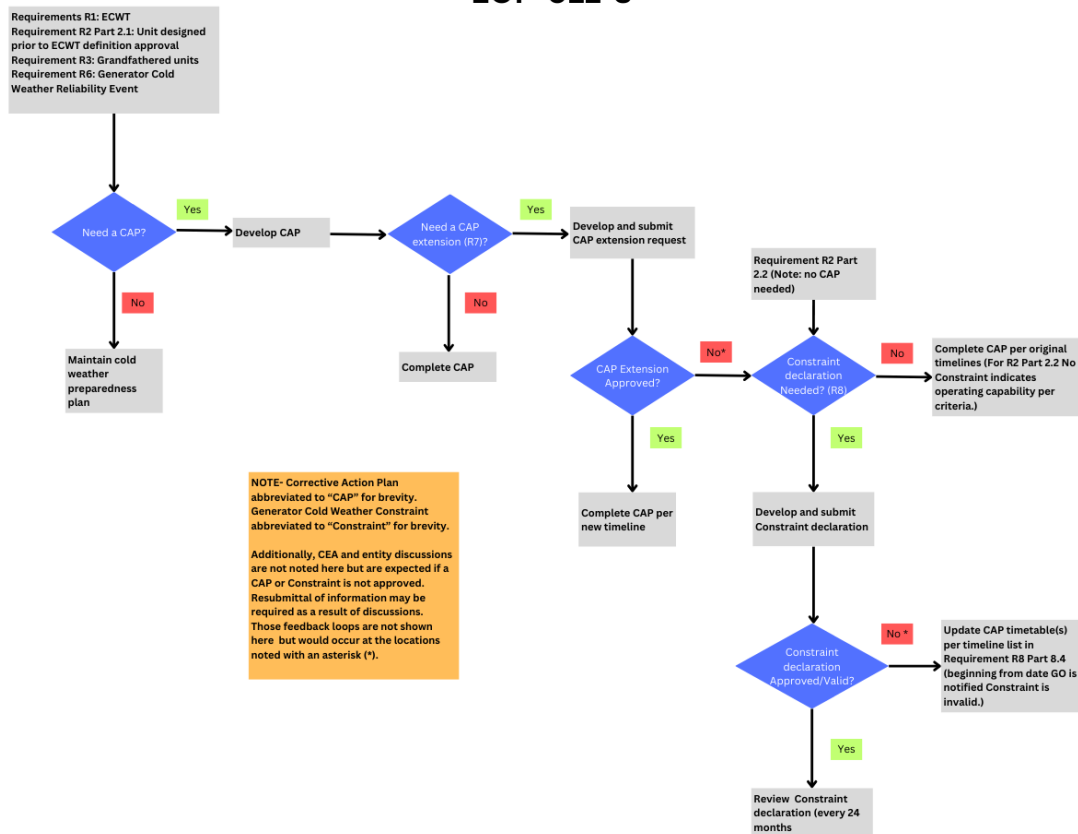 Requirements R1: ECWT
Requirement R2 Part 2.1: Unit designed
prior to ECWT definition approval
Requirement R3: Grandfathered units
Requirement R6: Generator Cold
Weather Reliability Event
Need a CAP?
Yes
Develop CAP
Need a CAP
extension (R7)?
Yes
Develop and submit
CAP extension request
Requirement R2 Part
2.2 (Note: no CAP
needed)
No
No
Maintain cold
weather
preparedness
plan
Complete CAP
CAP Extension
Approved?
No*
Constraint
declaration
Needed? (R8)
No
Complete CAP per original
timelines (For R2 Part 2.2 No
Constraint indicates
operating capability per
criteria.)
Yes
Yes
NOTE- Corrective Action Plan
abbreviated to “CAP” for brevity.
Generator Cold Weather Constraint
abbreviated to “Constraint” for brevity.
Additionally, CEA and entity discussions
are not noted here but are expected if a
CAP or Constraint is not approved.
Resubmittal of information may be
required as a result of discussions.
Those feedback loops are not shown
here but would occur at the locations
noted with an asterisk (*).
Complete CAP per
new timeline
Develop and submit
Constraint declaration
Constraint
declaration
Approved/Valid?
No *
Update CAP timetable(s)
per timeline list in
Requirement R8 Part 8.4
(beginning from date GO is
notified Constraint is
invalid.)
Yes
Review Constraint
declaration (every 24
months